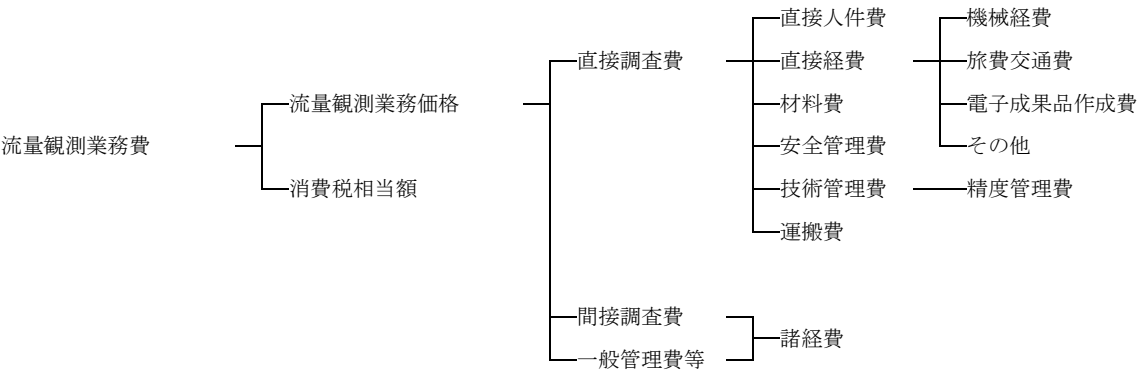 直接人件費 機械経費
直接調査費 直接経費 旅費交通費
流量観測業務価格 材料費 電子成果品作成費
流量観測業務費 安全管理費 その他
消費税相当額 技術管理費 精度管理費
運搬費
間接調査費
諸経費
一般管理費等